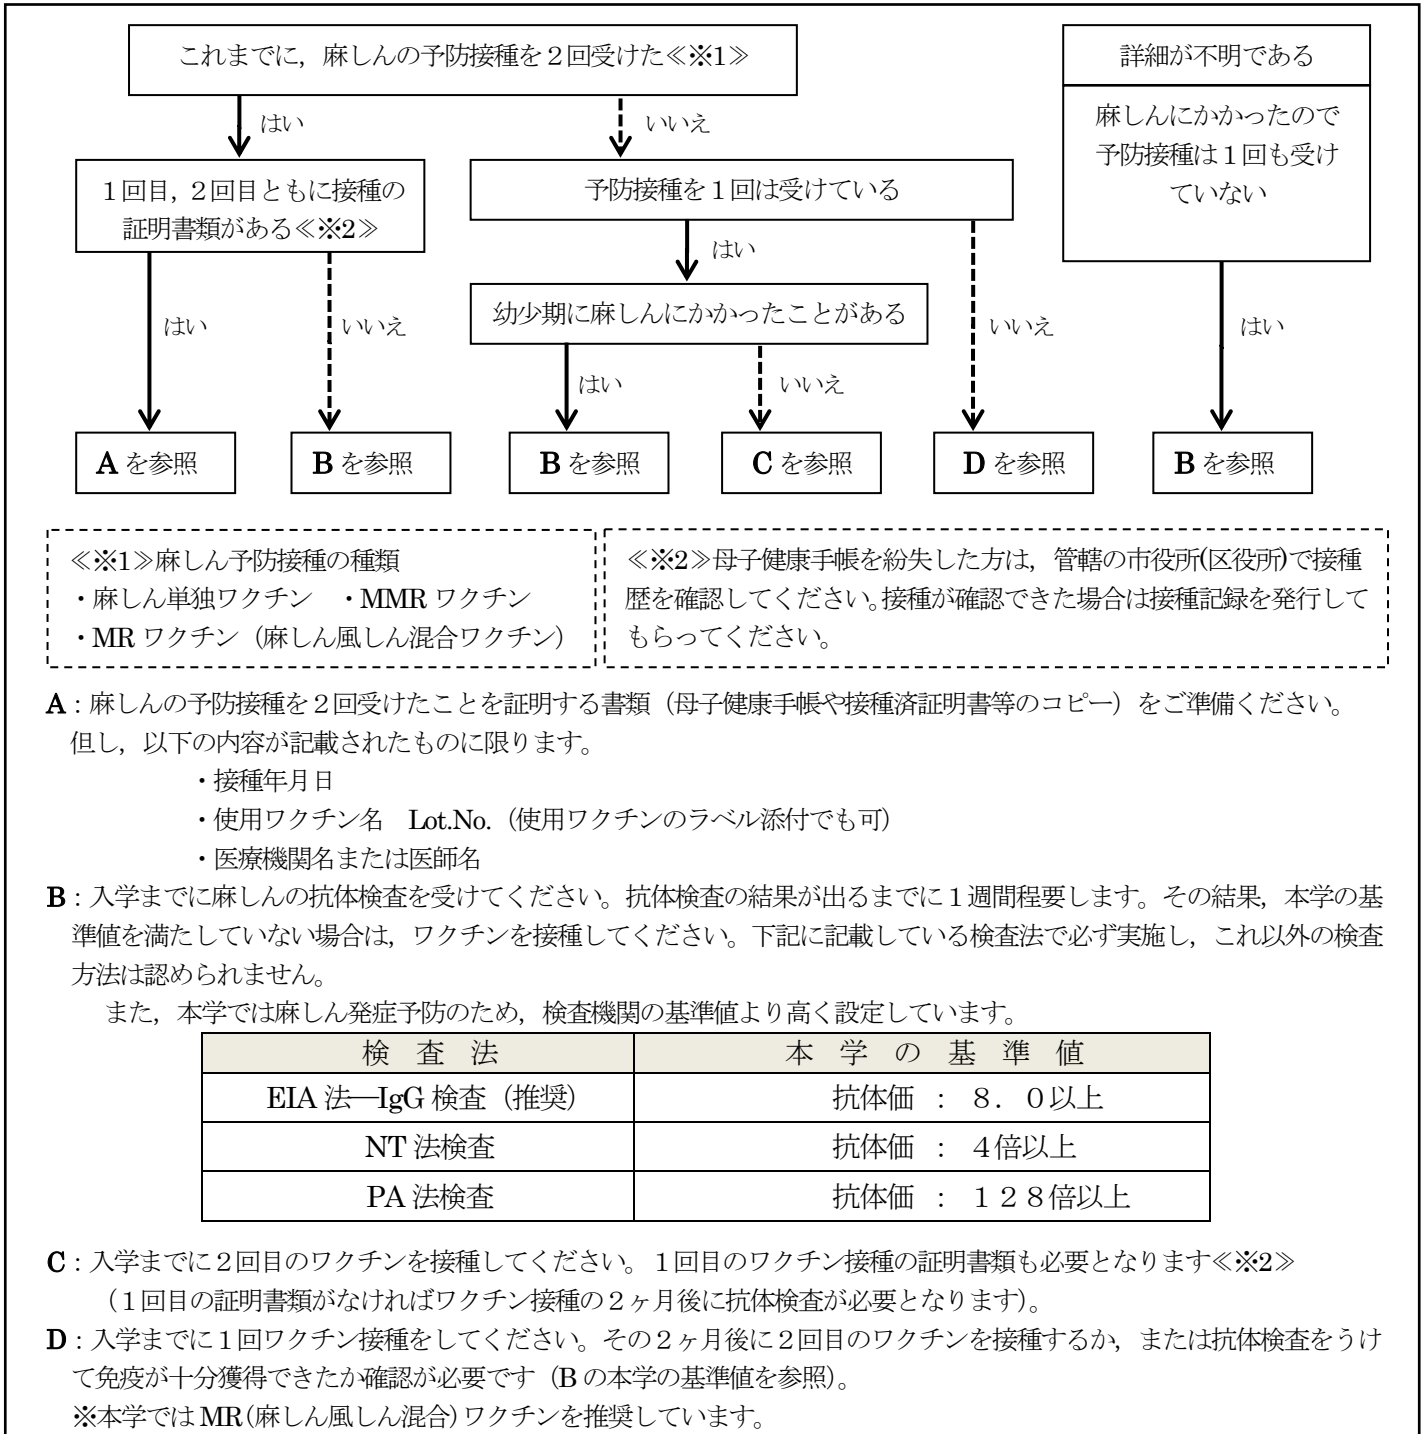 これまでに，麻しんの予防接種を２回受けた≪※1≫
詳細が不明である
麻しんにかかったので
予防接種は１回も受け
ていない
はい
いいえ
１回目，２回目ともに接種の
証明書類がある≪※2≫
予防接種を１回は受けている
はい
幼少期に麻しんにかかったことがある
はい
いいえ
いいえ
はい
はい
いいえ
A を参照
B を参照
B を参照
C を参照
D を参照
B を参照
≪※1≫麻しん予防接種の種類
・麻しん単独ワクチン　・MMR ワクチン
・MR ワクチン（麻しん風しん混合ワクチン）
≪※2≫母子健康手帳を紛失した方は，管轄の市役所(区役所)で接種
歴を確認してください。接種が確認できた場合は接種記録を発行して
もらってください。
A：麻しんの予防接種を２回受けたことを証明する書類（母子健康手帳や接種済証明書等のコピー）をご準備ください。
但し，以下の内容が記載されたものに限ります。
・接種年月日
・使用ワクチン名　Lot.No.（使用ワクチンのラベル添付でも可）
・医療機関名または医師名
B：入学までに麻しんの抗体検査を受けてください。抗体検査の結果が出るまでに１週間程要します。その結果，本学の基
準値を満たしていない場合は，ワクチンを接種してください。下記に記載している検査法で必ず実施し，これ以外の検査
方法は認められません。
また，本学では麻しん発症予防のため，検査機関の基準値より高く設定しています。
検　査　法　本　学　の　基　準　値
EIA 法―IgG 検査（推奨）　抗体価　：　８．０以上
NT 法検査　抗体価　：　４倍以上
PA 法検査　抗体価　：　１２８倍以上
C：入学までに２回目のワクチンを接種してください。１回目のワクチン接種の証明書類も必要となります≪※2≫
（１回目の証明書類がなければワクチン接種の２ヶ月後に抗体検査が必要となります）。
D：入学までに１回ワクチン接種をしてください。その２ヶ月後に２回目のワクチンを接種するか，または抗体検査をうけ
て免疫が十分獲得できたか確認が必要です（B の本学の基準値を参照）。
※本学では MR(麻しん風しん混合)ワクチンを推奨しています。